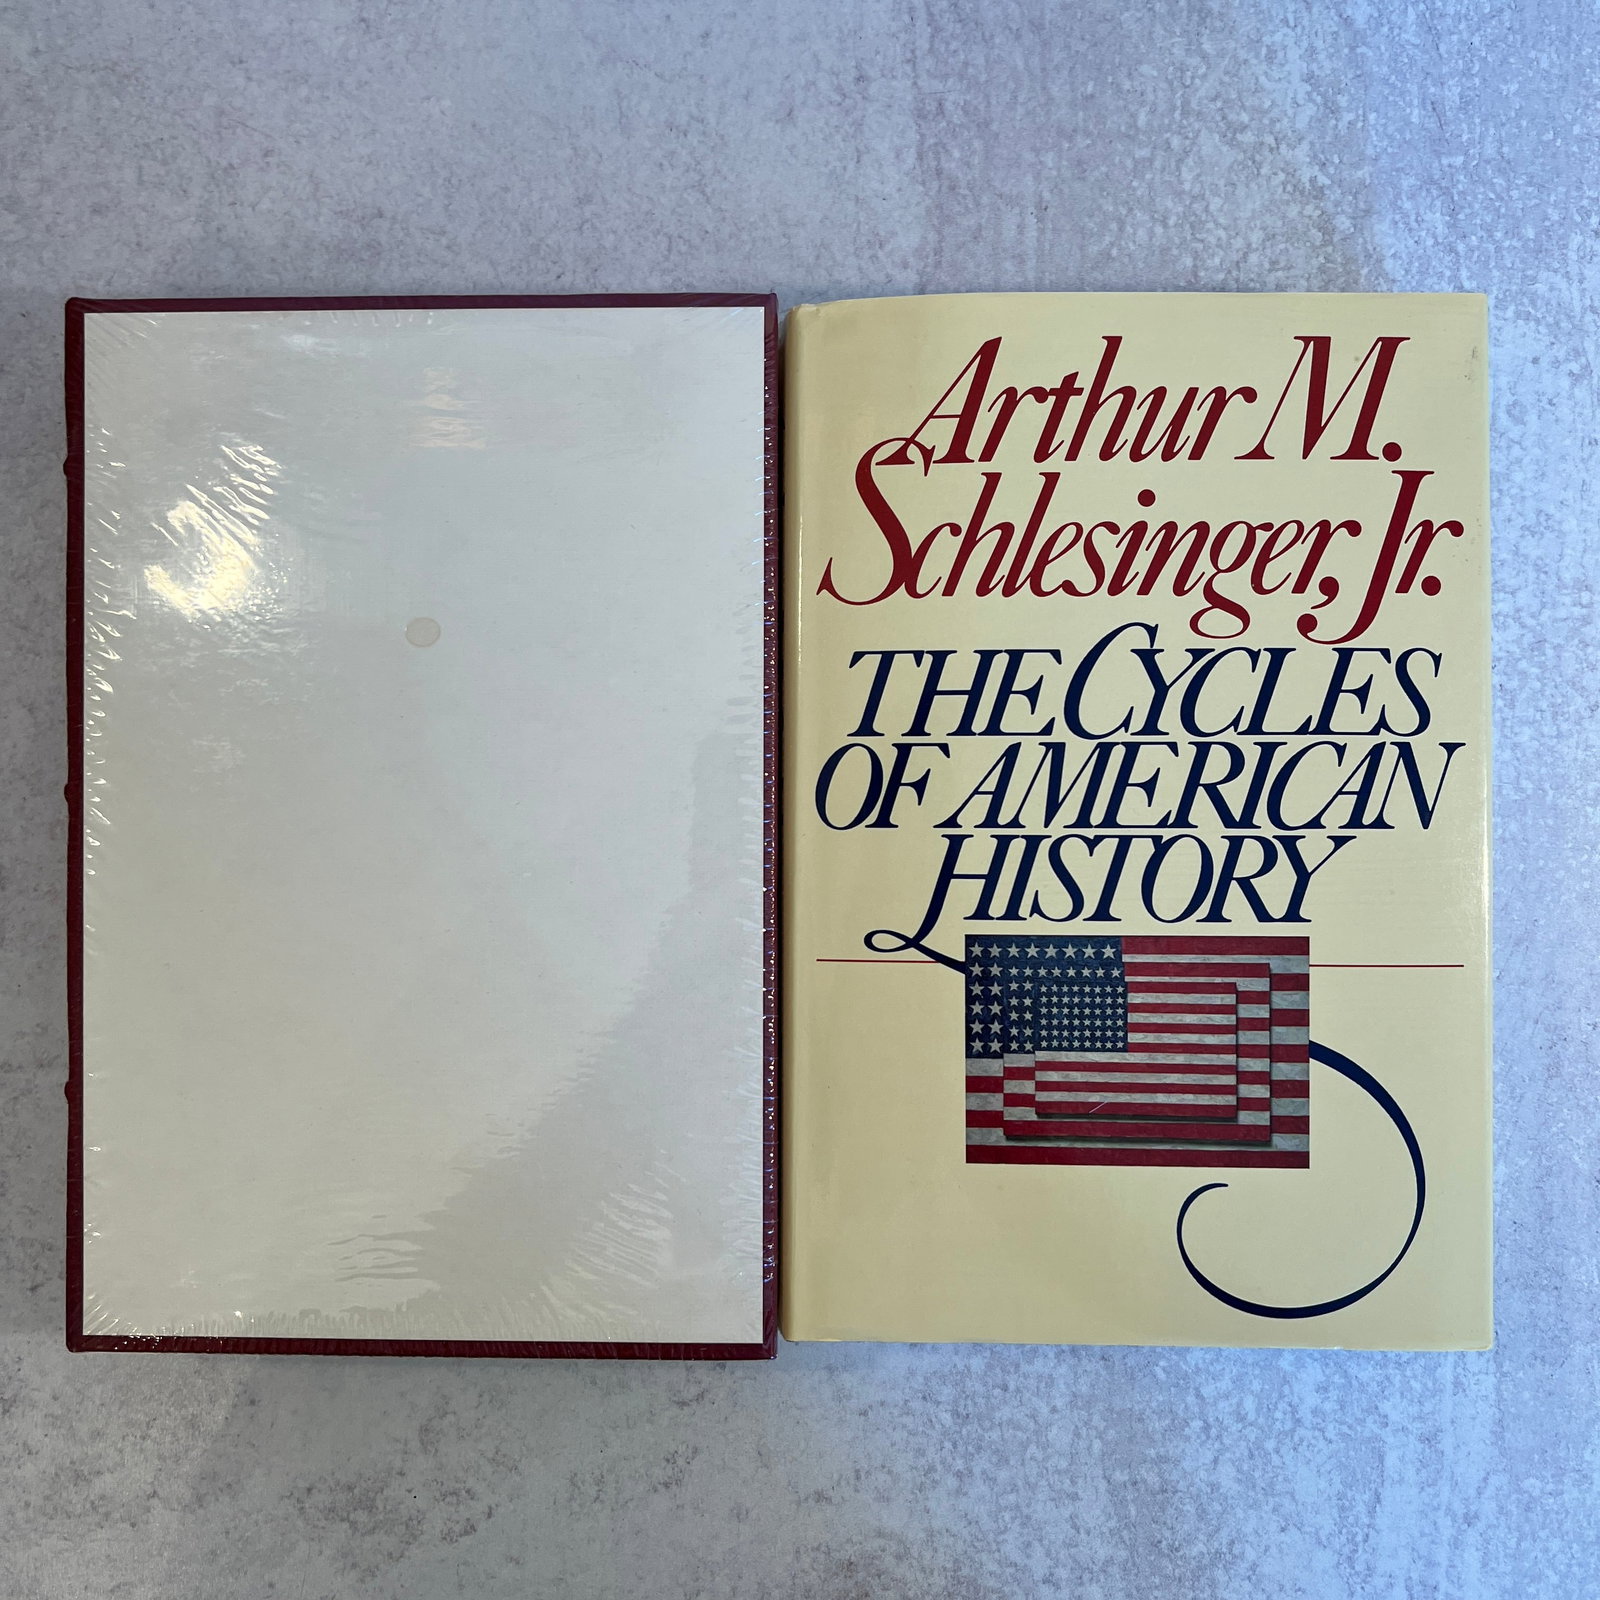 Arthur M.
Schlesinger, Jr.
THE CYCLES
OF AMERICAN
HISTORY